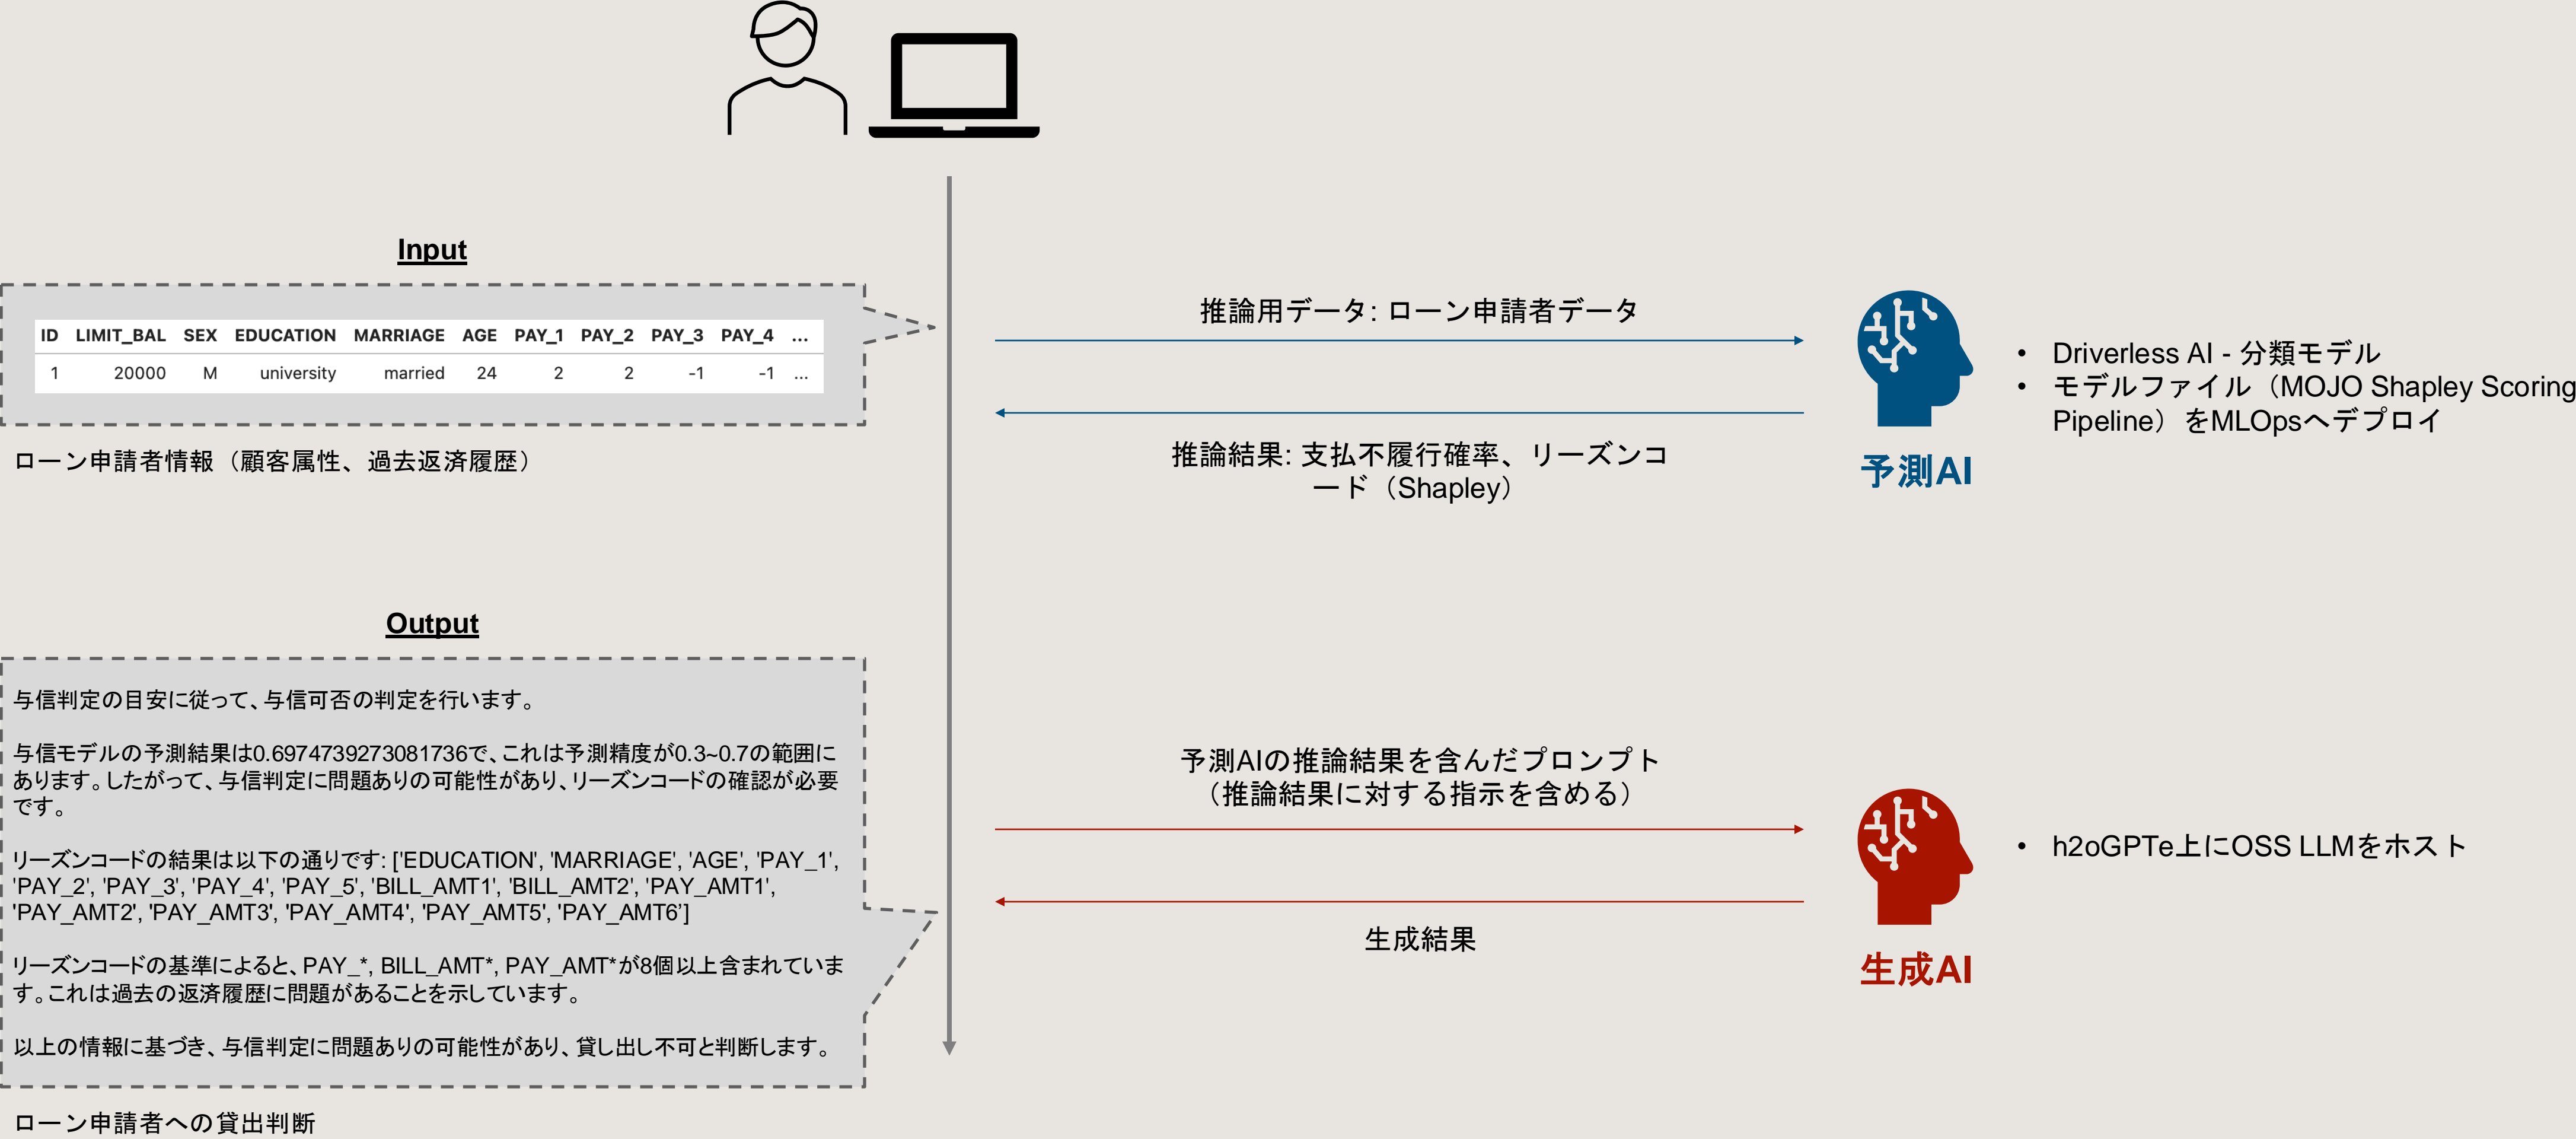 Input
ID LIMIT_BAL SEX EDUCATION MARRIAGE AGE PAY_1 PAY_2 PAY_3 PAY_4 ...
1 20000 M university married 24 2 2 -1 -1 ...
ローン申請者情報（顧客属性、過去返済履歴）
推論用データ: ローン申請者データ
推論結果: 支払不履行確率、リーズンコ
ード（Shapley）
予測AI
• Driverless AI - 分類モデル
• モデルファイル（MOJO Shapley Scoring
Pipeline）をMLOpsへデプロイ
Output
与信判定の目安に従って、与信可否の判定を行います。
与信モデルの予測結果は0.6974739273081736で、これは予測精度が0.3~0.7の範囲に
あります。したがって、与信判定に問題ありの可能性があり、リーズンコードの確認が必要
です。
リーズンコードの結果は以下の通りです: ['EDUCATION', 'MARRIAGE', 'AGE', 'PAY_1',
'PAY_2', 'PAY_3', 'PAY_4', 'PAY_5', 'BILL_AMT1', 'BILL_AMT2', 'PAY_AMT1',
'PAY_AMT2', 'PAY_AMT3', 'PAY_AMT4', 'PAY_AMT5', 'PAY_AMT6’]
リーズンコードの基準によると、PAY_*, BILL_AMT*, PAY_AMT*が8個以上含まれていま
す。これは過去の返済履歴に問題があることを示しています。
以上の情報に基づき、与信判定に問題ありの可能性があり、貸し出し不可と判断します。
ローン申請者への貸出判断
予測AIの推論結果を含んだプロンプト
（推論結果に対する指示を含める）
生成結果
生成AI
• h2oGPTe上にOSS LLMをホスト